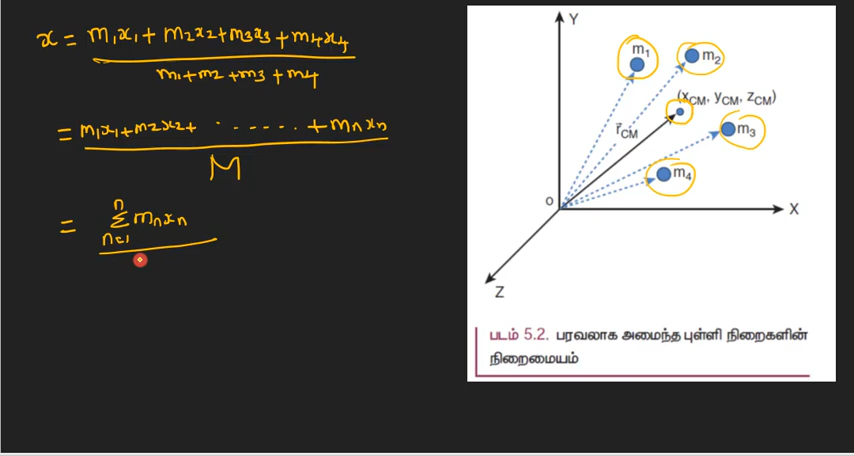 x = m₁x₁ + m₂x₂ + m₃x₃ + m₄x₄
m₁ + m₂ + m₃ + m₄
= m₁x₁ + m₂x₂ + . ...... + mₙxₙ
M
= n
Σ mₙxₙ
n=1
Y
m₁
m₂
(x_CM, y_CM, z_CM)
r⃗_CM
m₃
m₄
O
X
Z
படம் 5.2. பரவலாக அமைந்த புள்ளி நிறைகளின்
நிறைமையம்